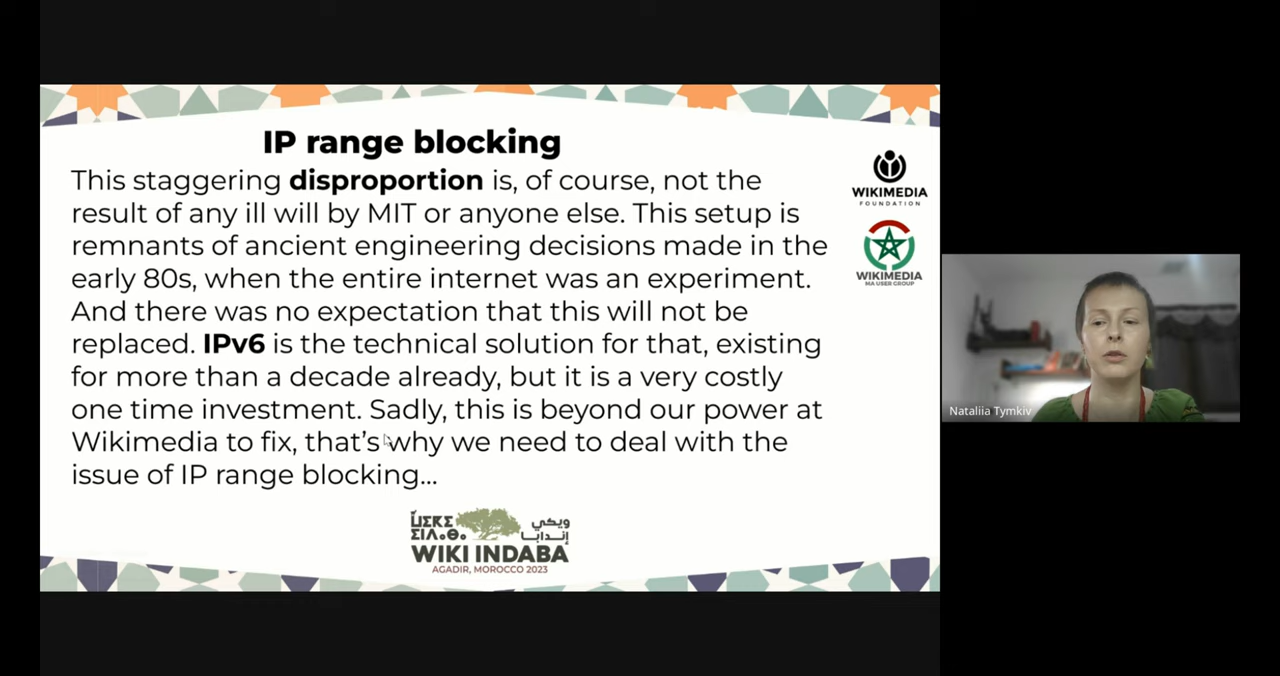 IP range blocking
This staggering disproportion is, of course, not the
result of any ill will by MIT or anyone else. This setup is
remnants of ancient engineering decisions made in the
early 80s, when the entire internet was an experiment.
And there was no expectation that this will not be
replaced. IPv6 is the technical solution for that, existing
for more than a decade already, but it is a very costly
one time investment. Sadly, this is beyond our power at
Wikimedia to fix, that's why we need to deal with the
issue of IP range blocking...
WIKIMEDIA
FOUNDATION
WIKIMEDIA
MA USER GROUP
ويكي
إندابا
WIKI INDABA
AGADIR, MOROCCO 2023
Nataliia Tymkiv